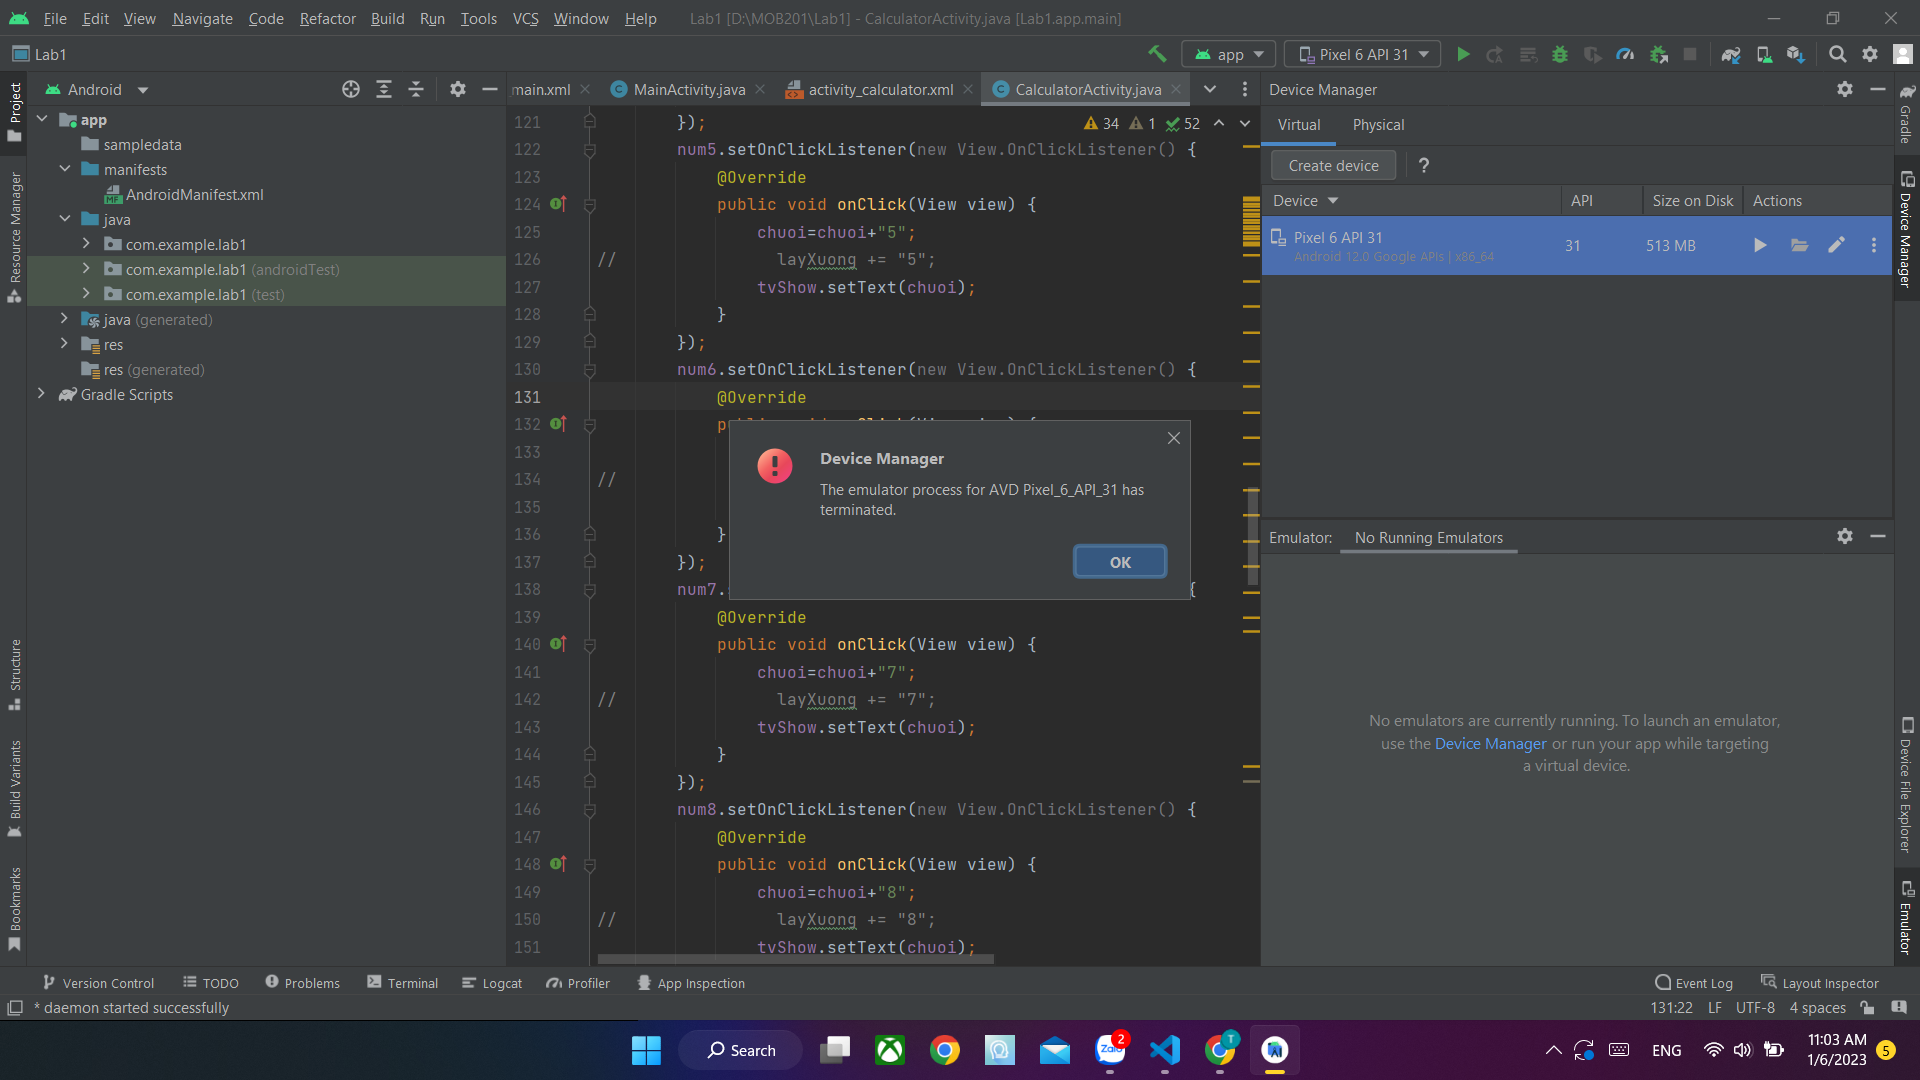 File Edit View Navigate Code Refactor Build Run Tools VCS Window Help Lab1 [D:\MOB201\Lab1] - CalculatorActivity.java [Lab1.app.main]
Lab1 app Pixel 6 API 31
Android
main.xml MainActivity.java activity_calculator.xml CalculatorActivity.java
Device Manager
Project
Resource Manager
Structure
Build Variants
Bookmarks
app
sampledata
manifests
AndroidManifest.xml
java
com.example.lab1
com.example.lab1 (androidTest)
com.example.lab1 (test)
java (generated)
res
res (generated)
Gradle Scripts
34 1 52
121 });
122 num5.setOnClickListener(new View.OnClickListener() {
123 @Override
124 public void onClick(View view) {
125 chuoi=chuoi+"5";
126 // layXuong += "5";
127 tvShow.setText(chuoi);
128 }
129 });
130 num6.setOnClickListener(new View.OnClickListener() {
131 @Override
132
133
134 //
135
136 }
137 });
138 num7. {
139 @Override
140 public void onClick(View view) {
141 chuoi=chuoi+"7";
142 // layXuong += "7";
143 tvShow.setText(chuoi);
144 }
145 });
146 num8.setOnClickListener(new View.OnClickListener() {
147 @Override
148 public void onClick(View view) {
149 chuoi=chuoi+"8";
150 // layXuong += "8";
151 tvShow.setText(chuoi);
Device Manager
The emulator process for AVD Pixel_6_API_31 has
terminated.
OK
Virtual Physical
Create device ?
Device API Size on Disk Actions
Pixel 6 API 31 31 513 MB
Android 12.0 Google APIs | x86_64
Emulator: No Running Emulators
No emulators are currently running. To launch an emulator,
use the Device Manager or run your app while targeting
a virtual device.
Gradle
Device Manager
Device File Explorer
Emulator
Version Control TODO Problems Terminal Logcat Profiler App Inspection Event Log Layout Inspector
* daemon started successfully 131:22 LF UTF-8 4 spaces
Search Zalo 2 T ENG 11:03 AM
1/6/2023 5